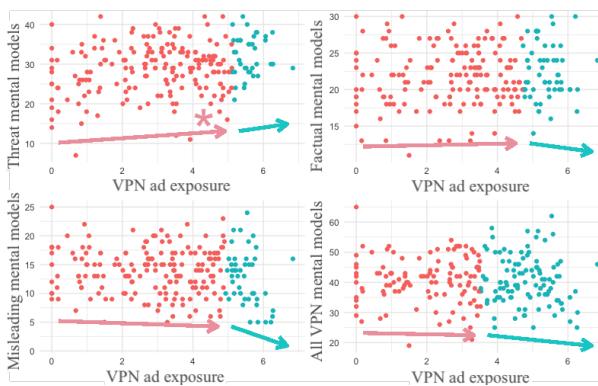 Threat mental models
40
30
20
10
*
0 2 4 6
VPN ad exposure
Factual mental models
30
25
20
15
0 2 4 6
VPN ad exposure
Misleading mental models
25
20
15
10
5
0
0 2 4 6
VPN ad exposure
All VPN mental models
60
50
40
30
20
0 2 4 6
VPN ad exposure